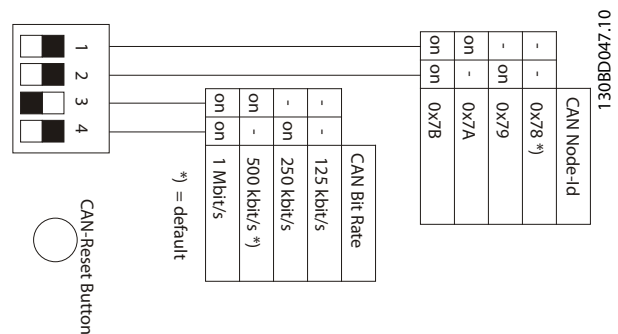 130BD047.10
CAN Node-Id
- - 0x78 *)
- on 0x79
on - 0x7A
on on 0x7B
CAN Bit Rate
- - 125 kbit/s
- on 250 kbit/s
on - 500 kbit/s *)
on on 1 Mbit/s
*) = default
1 2 3 4
CAN-Reset Button